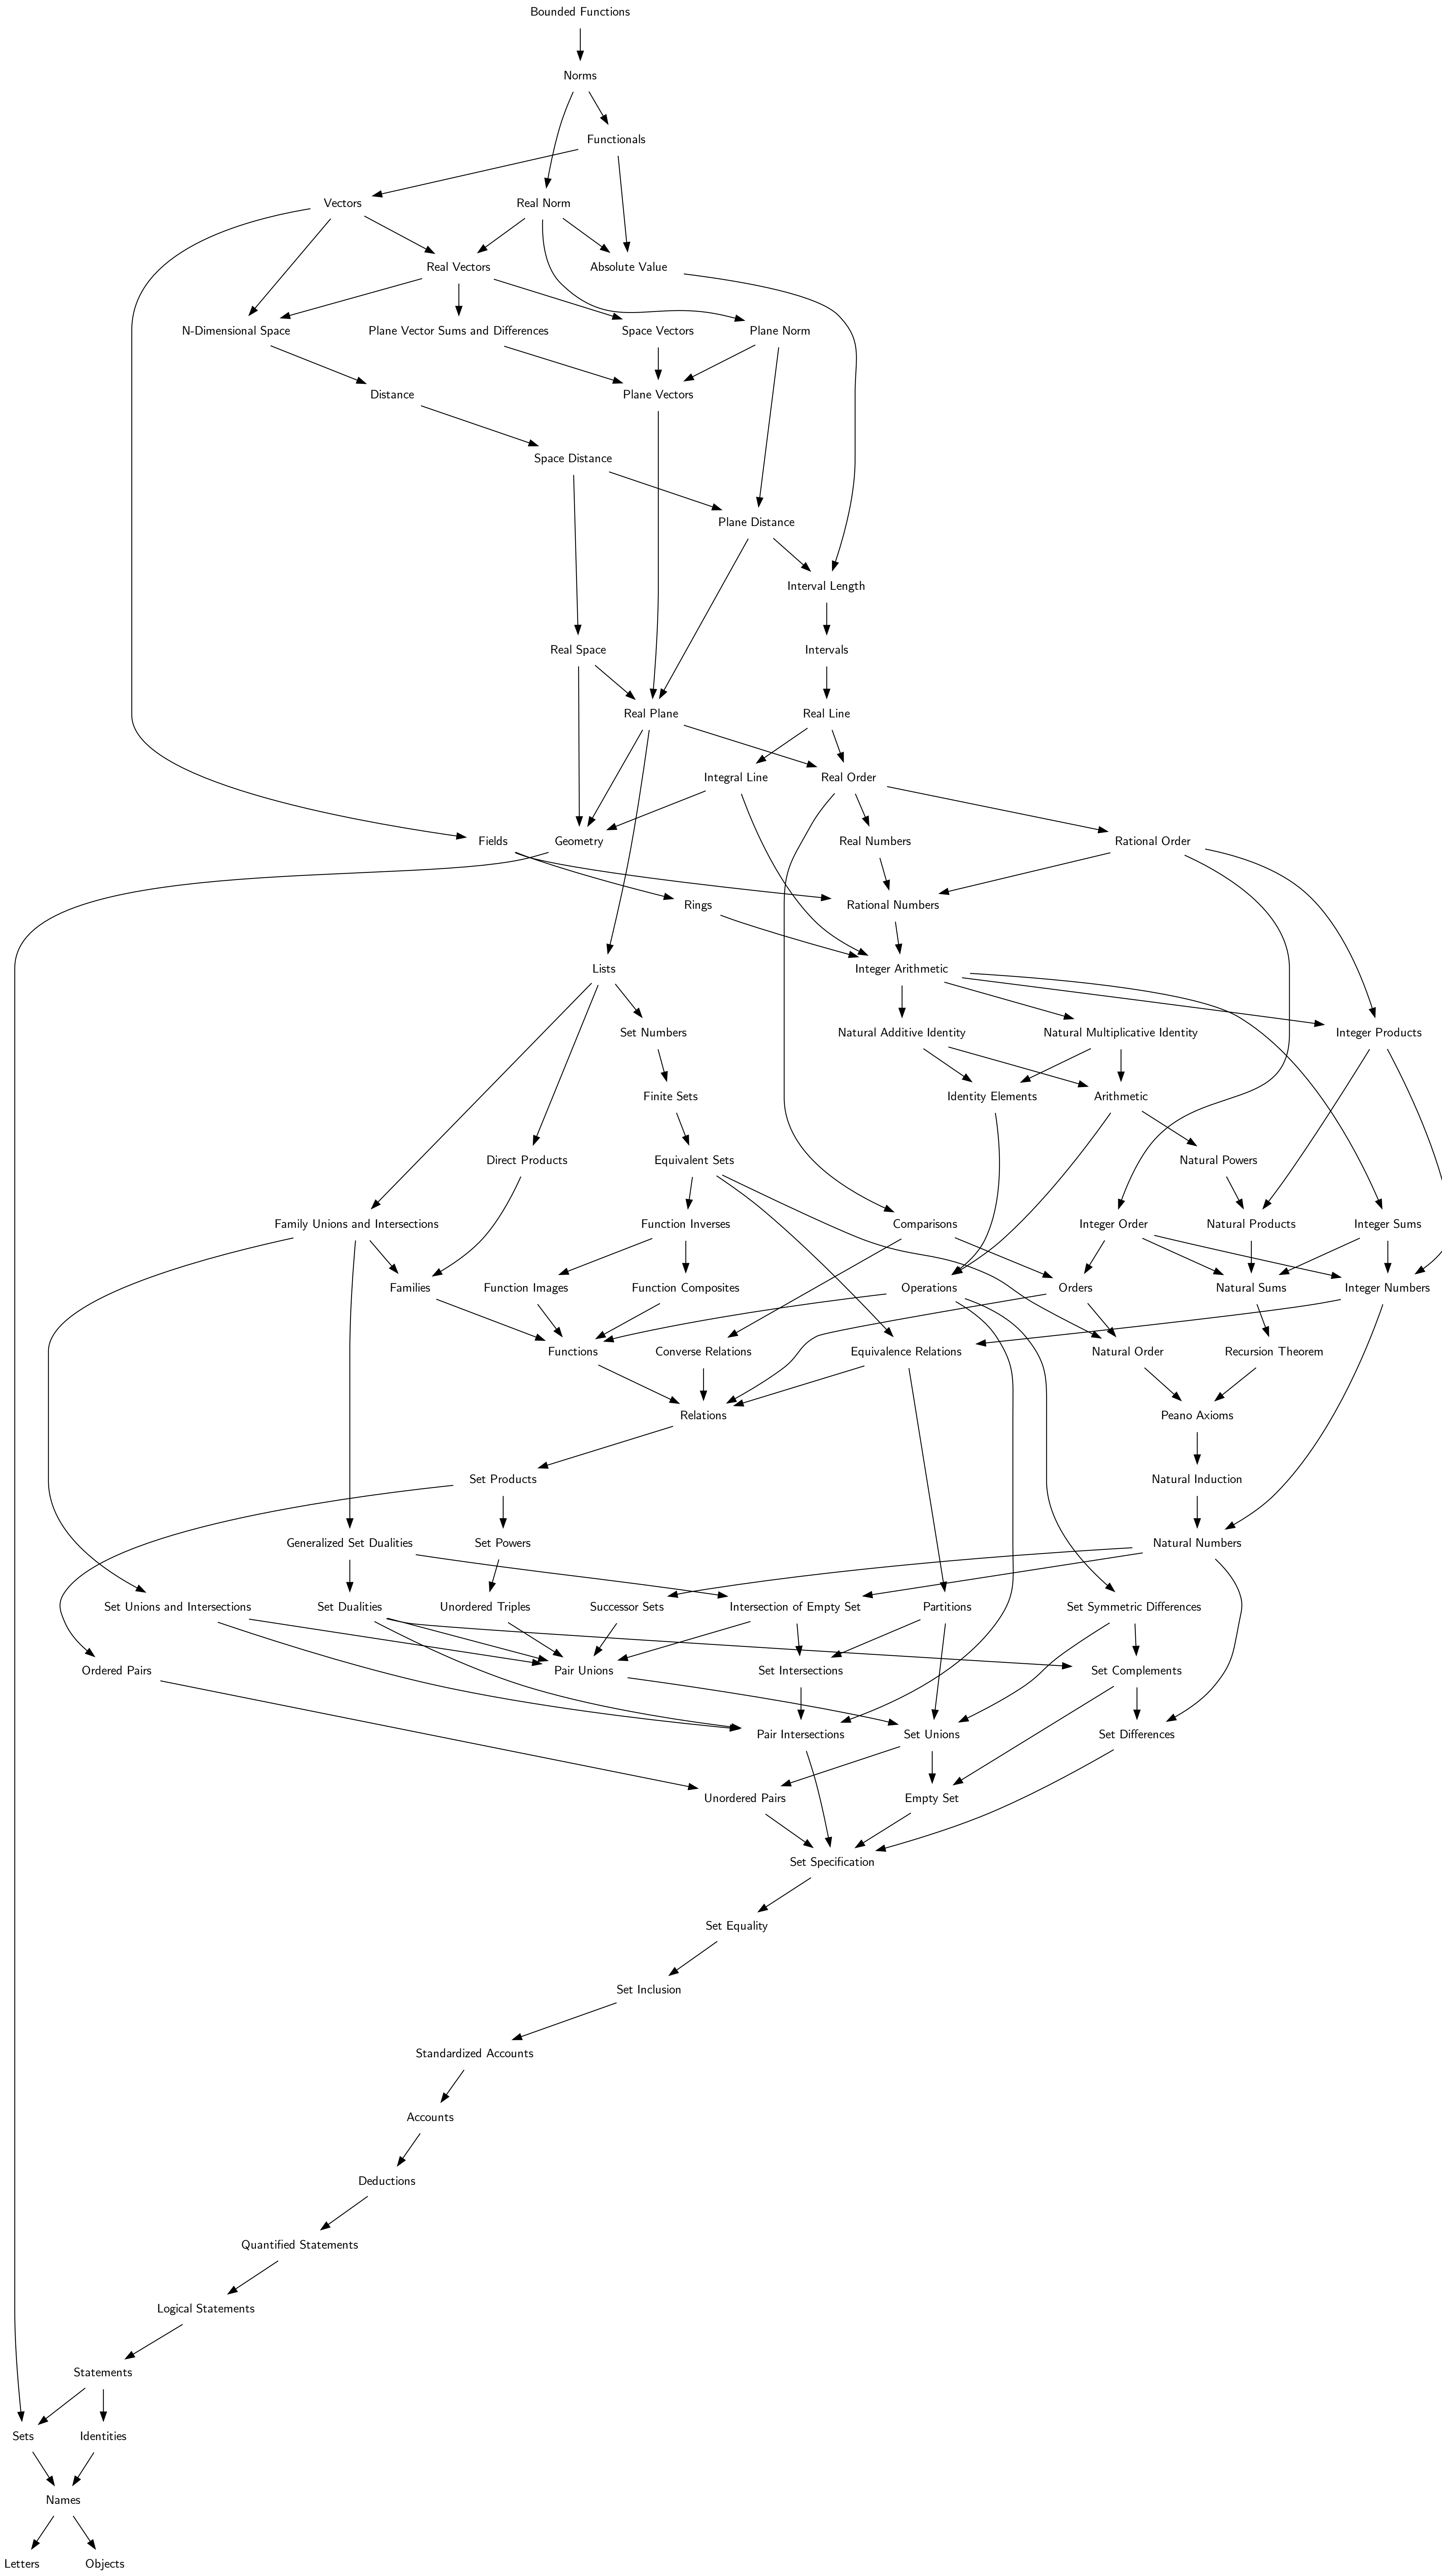 Bounded Functions
Norms
Functionals
Vectors
Real Norm
Real Vectors
Absolute Value
N-Dimensional Space
Plane Vector Sums and Differences
Space Vectors
Plane Norm
Distance
Plane Vectors
Space Distance
Plane Distance
Interval Length
Real Space
Intervals
Real Plane
Real Line
Integral Line
Real Order
Fields
Geometry
Real Numbers
Rational Order
Rings
Rational Numbers
Lists
Integer Arithmetic
Set Numbers
Natural Additive Identity
Natural Multiplicative Identity
Integer Products
Finite Sets
Identity Elements
Arithmetic
Direct Products
Equivalent Sets
Natural Powers
Family Unions and Intersections
Function Inverses
Comparisons
Integer Order
Natural Products
Integer Sums
Families
Function Images
Function Composites
Operations
Orders
Natural Sums
Integer Numbers
Functions
Converse Relations
Equivalence Relations
Natural Order
Recursion Theorem
Relations
Peano Axioms
Set Products
Natural Induction
Generalized Set Dualities
Set Powers
Natural Numbers
Set Unions and Intersections
Set Dualities
Unordered Triples
Successor Sets
Intersection of Empty Set
Partitions
Set Symmetric Differences
Ordered Pairs
Pair Unions
Set Intersections
Set Complements
Pair Intersections
Set Unions
Set Differences
Unordered Pairs
Empty Set
Set Specification
Set Equality
Set Inclusion
Standardized Accounts
Accounts
Deductions
Quantified Statements
Logical Statements
Statements
Sets
Identities
Names
Letters
Objects